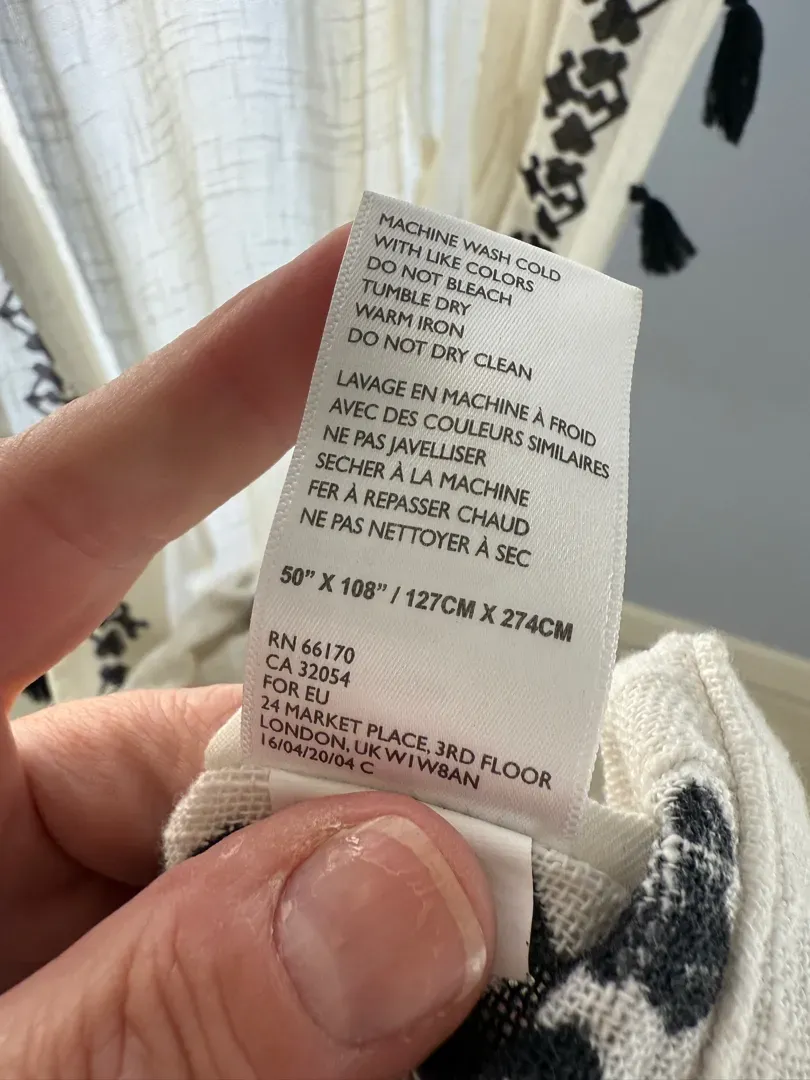 MACHINE WASH COLD
WITH LIKE COLORS
DO NOT BLEACH
TUMBLE DRY
WARM IRON
DO NOT DRY CLEAN
LAVAGE EN MACHINE À FROID
AVEC DES COULEURS SIMILAIRES
NE PAS JAVELLISER
SECHER À LA MACHINE
FER À REPASSER CHAUD
NE PAS NETTOYER À SEC
50” X 108” / 127CM X 274CM
RN 66170
CA 32054
FOR EU
24 MARKET PLACE, 3RD FLOOR
LONDON, UK W1W8AN
16/04/20/04 C